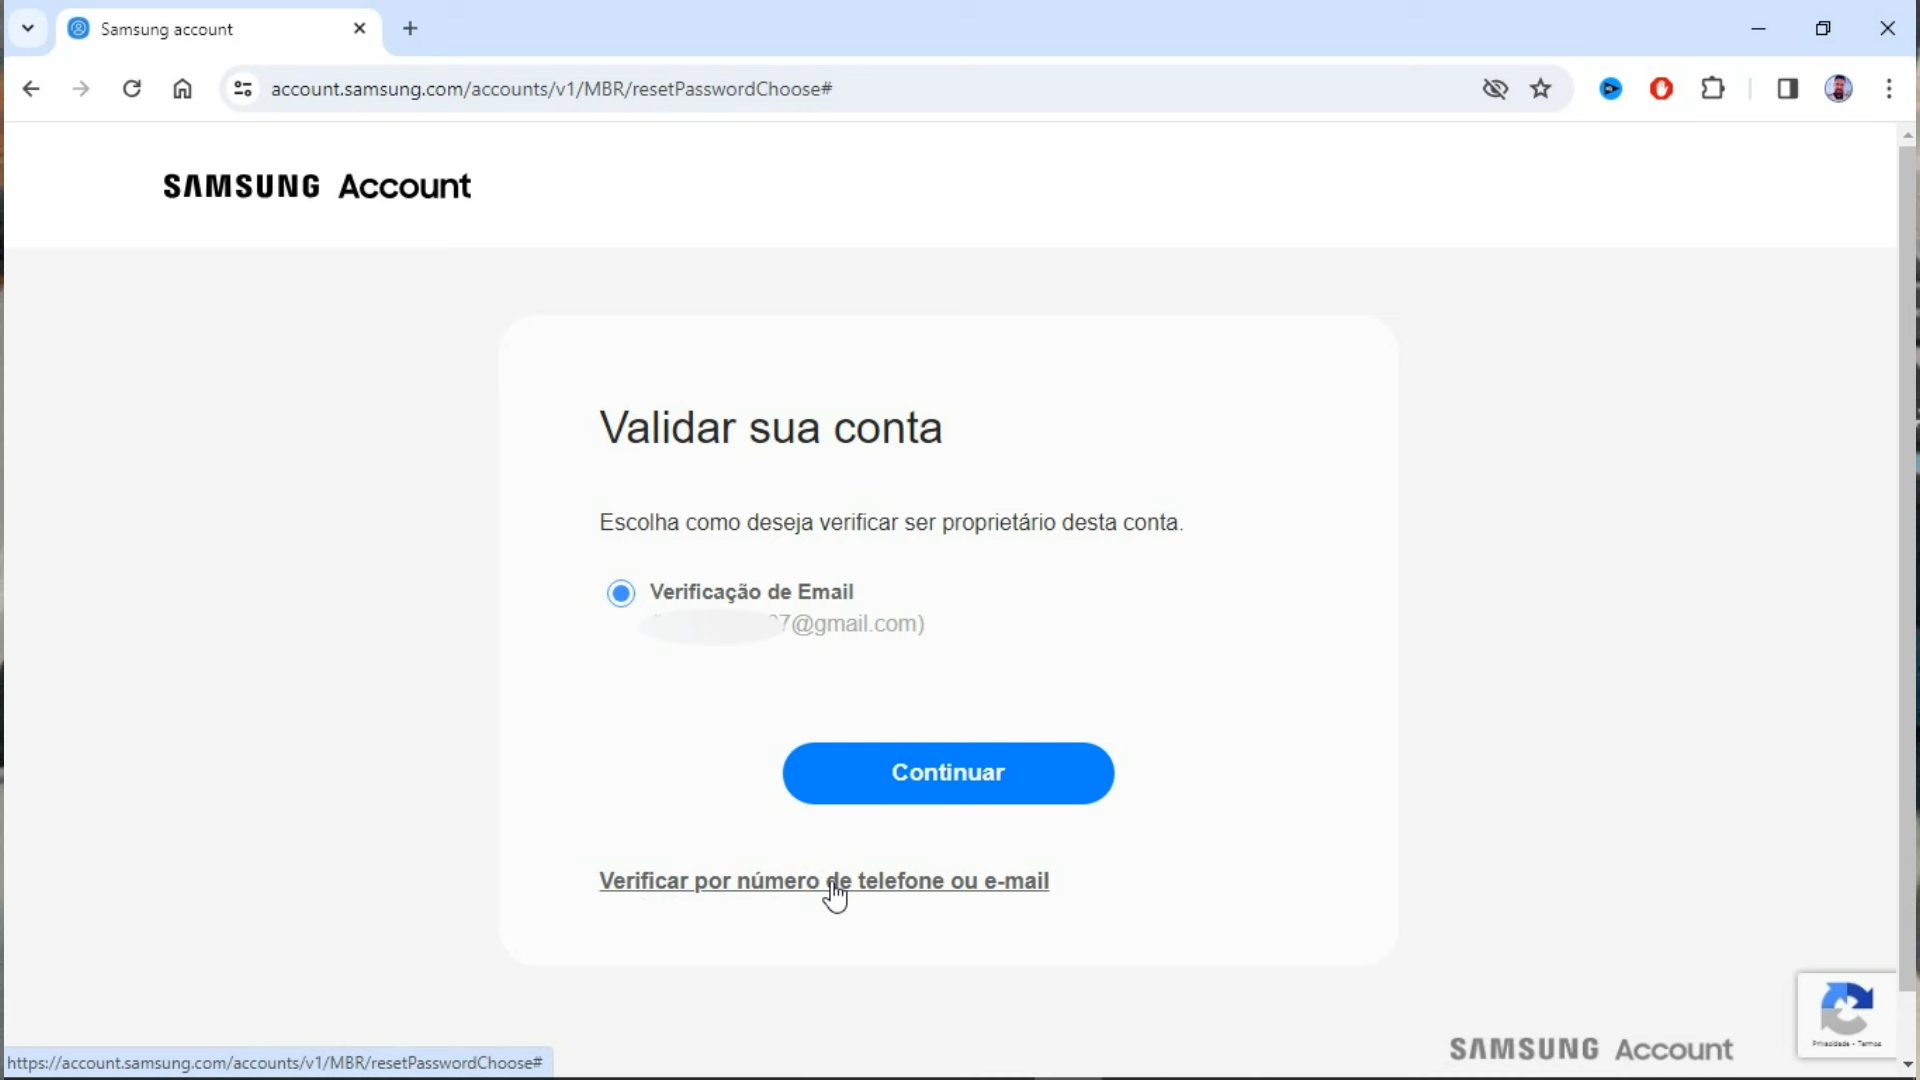 Samsung account
account.samsung.com/accounts/v1/MBR/resetPasswordChoose#
SAMSUNG Account
Validar sua conta
Escolha como deseja verificar ser proprietário desta conta.
Verificação de Email
7@gmail.com)
Continuar
Verificar por número de telefone ou e-mail
Privacidade - Termos
SAMSUNG Account
https://account.samsung.com/accounts/v1/MBR/resetPasswordChoose#